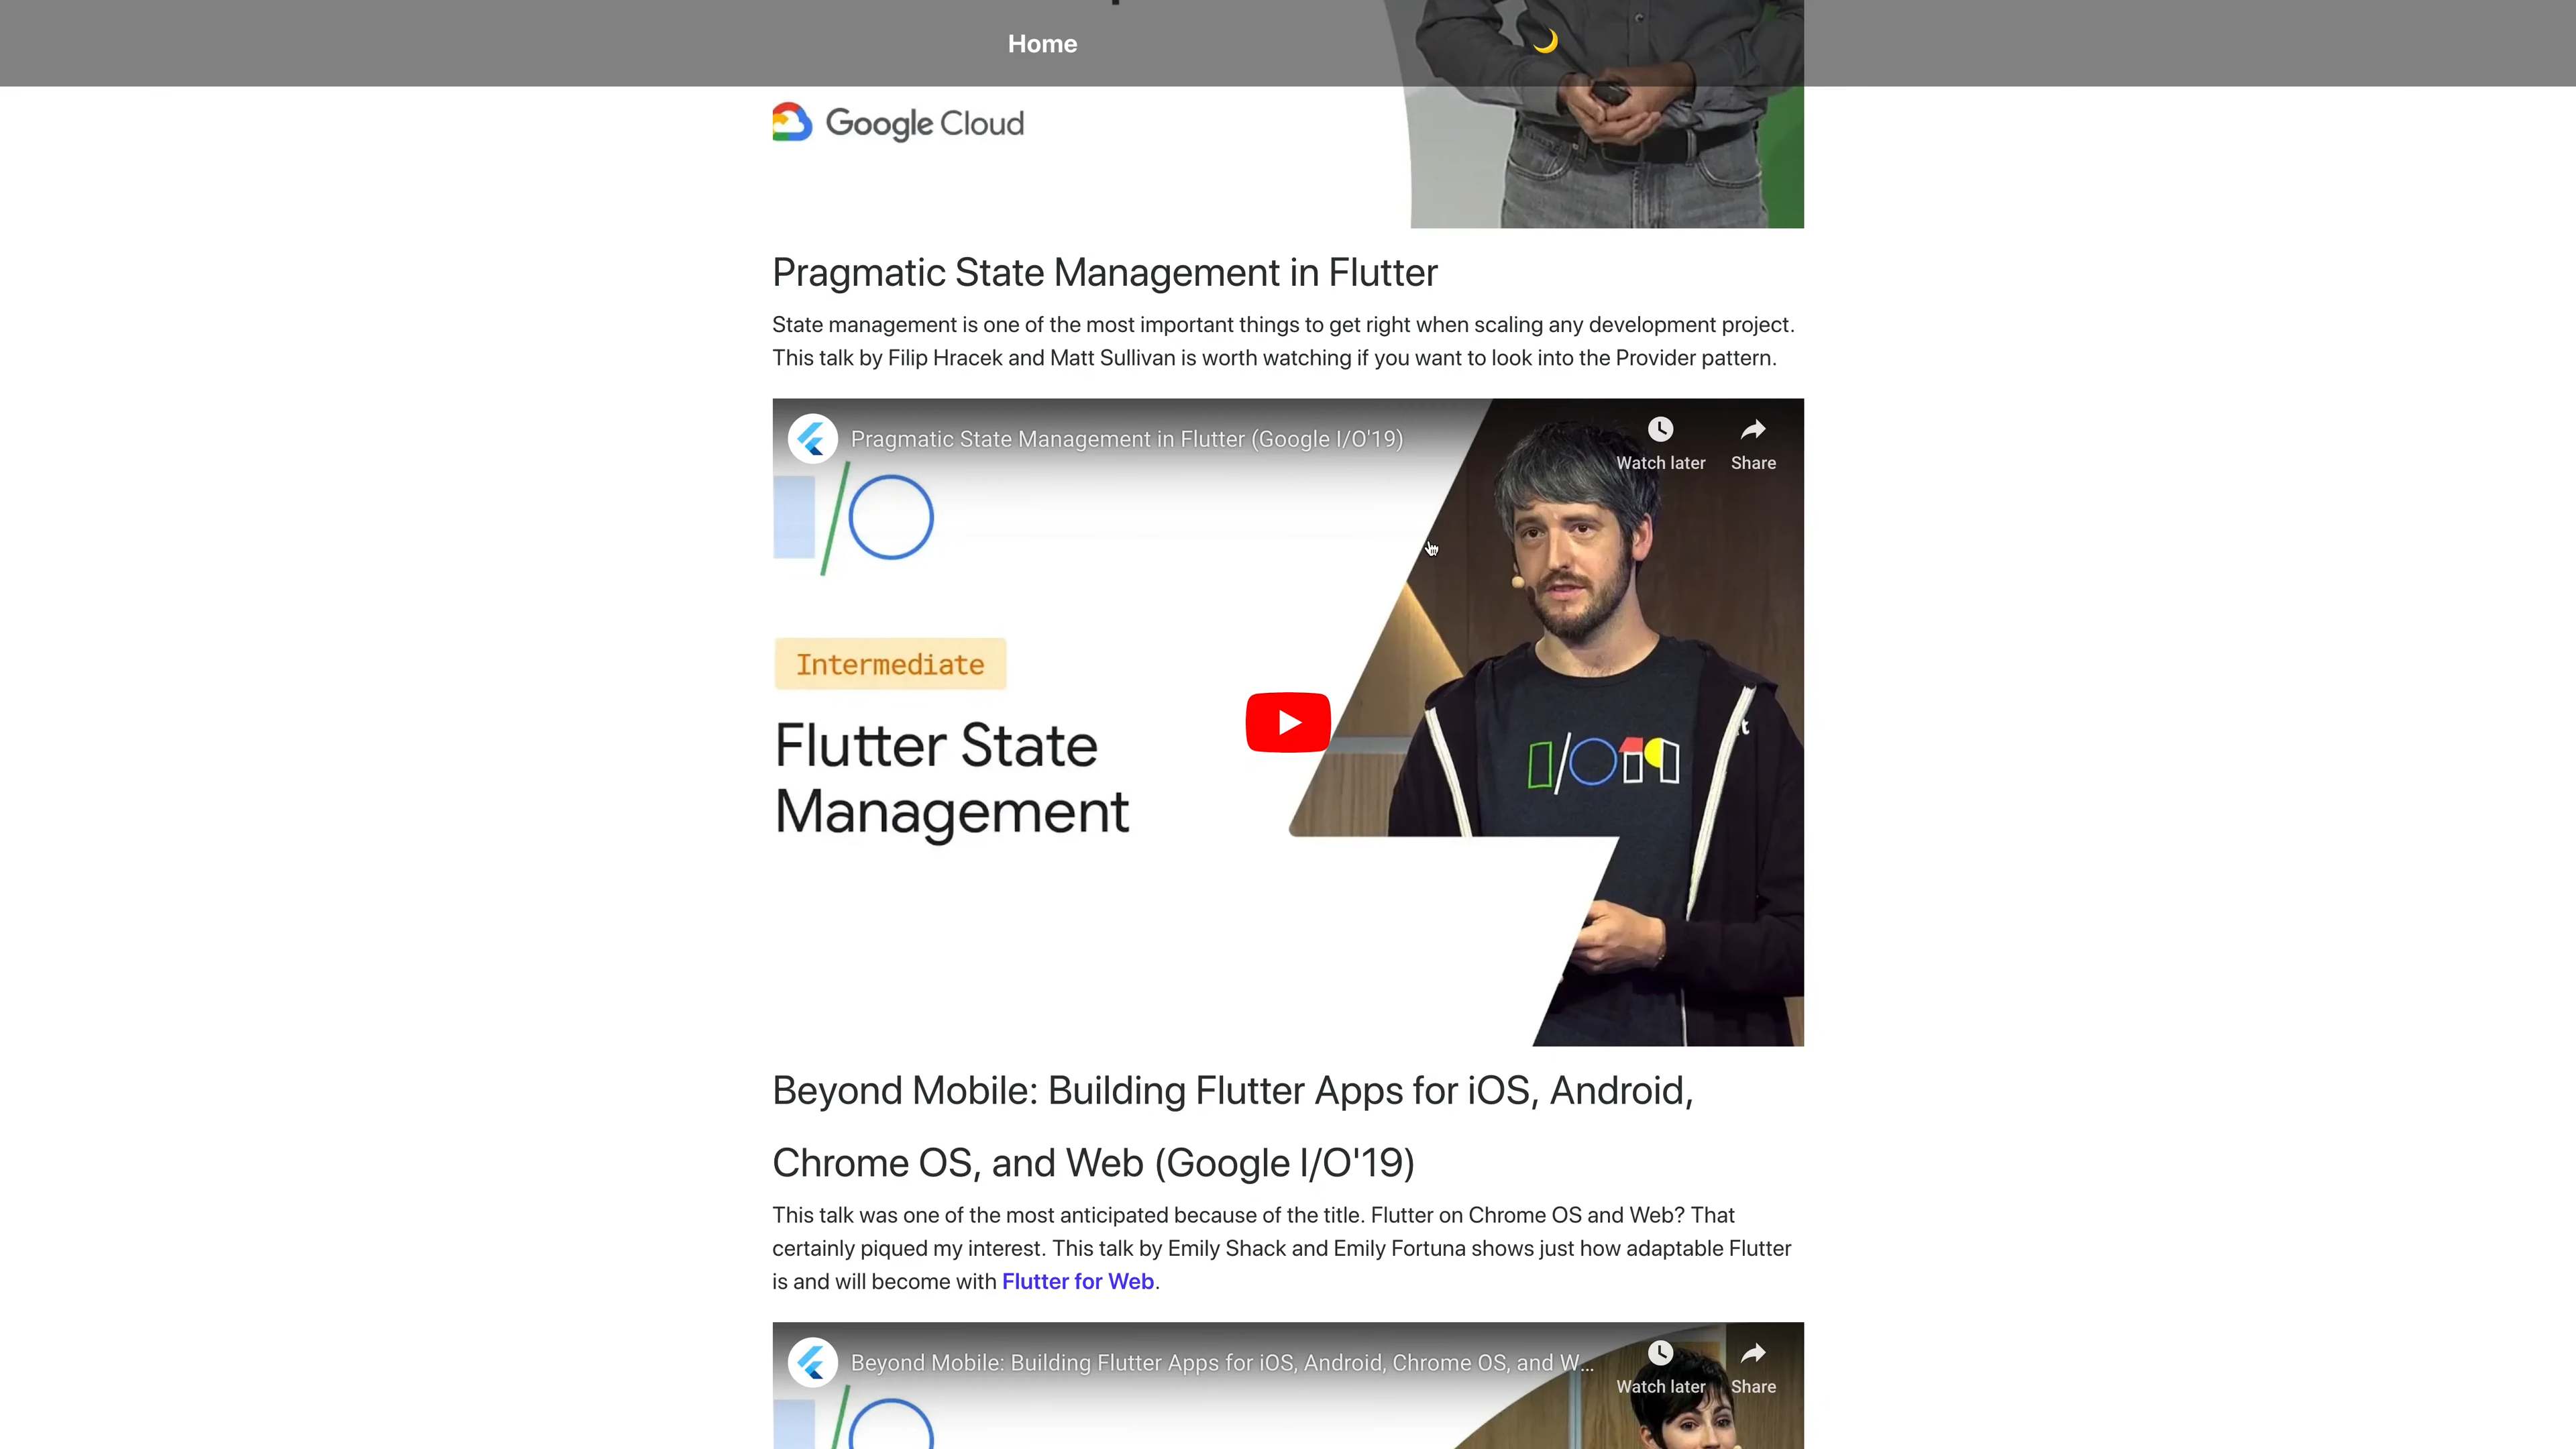 Home
Google Cloud
Pragmatic State Management in Flutter
State management is one of the most important things to get right when scaling any development project.
This talk by Filip Hracek and Matt Sullivan is worth watching if you want to look into the Provider pattern.
Pragmatic State Management in Flutter (Google I/O'19)
Watch later
Share
I/O
Intermediate
Flutter State
Management
I/O19
Beyond Mobile: Building Flutter Apps for iOS, Android,
Chrome OS, and Web (Google I/O'19)
This talk was one of the most anticipated because of the title. Flutter on Chrome OS and Web? That
certainly piqued my interest. This talk by Emily Shack and Emily Fortuna shows just how adaptable Flutter
is and will become with Flutter for Web.
Beyond Mobile: Building Flutter Apps for iOS, Android, Chrome OS, and W...
Watch later
Share
I/O